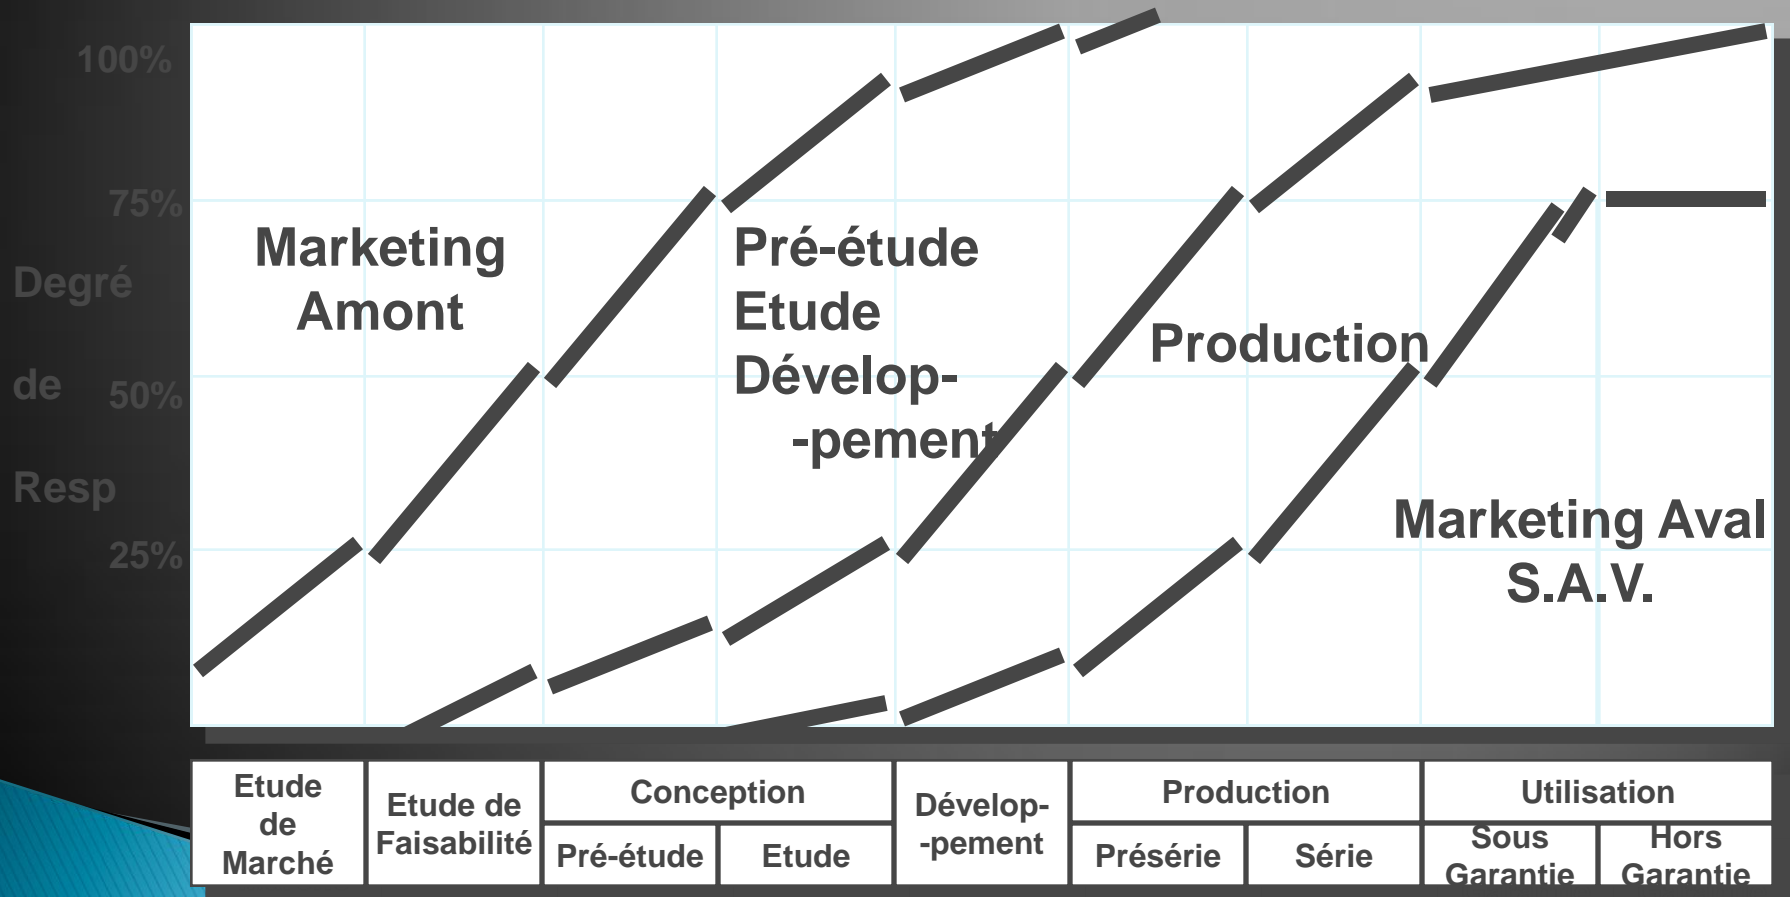 100%
75%
Degré
de
50%
Resp
25%
Marketing
Amont
Pré-étude
Etude
Dévelop-
-pement
Production
Marketing Aval
S.A.V.
Etude
de
Marché
Etude de
Faisabilité
Conception
Pré-étude
Etude
Dévelop-
-pement
Production
Présérie
Série
Utilisation
Sous
Garantie
Hors
Garantie